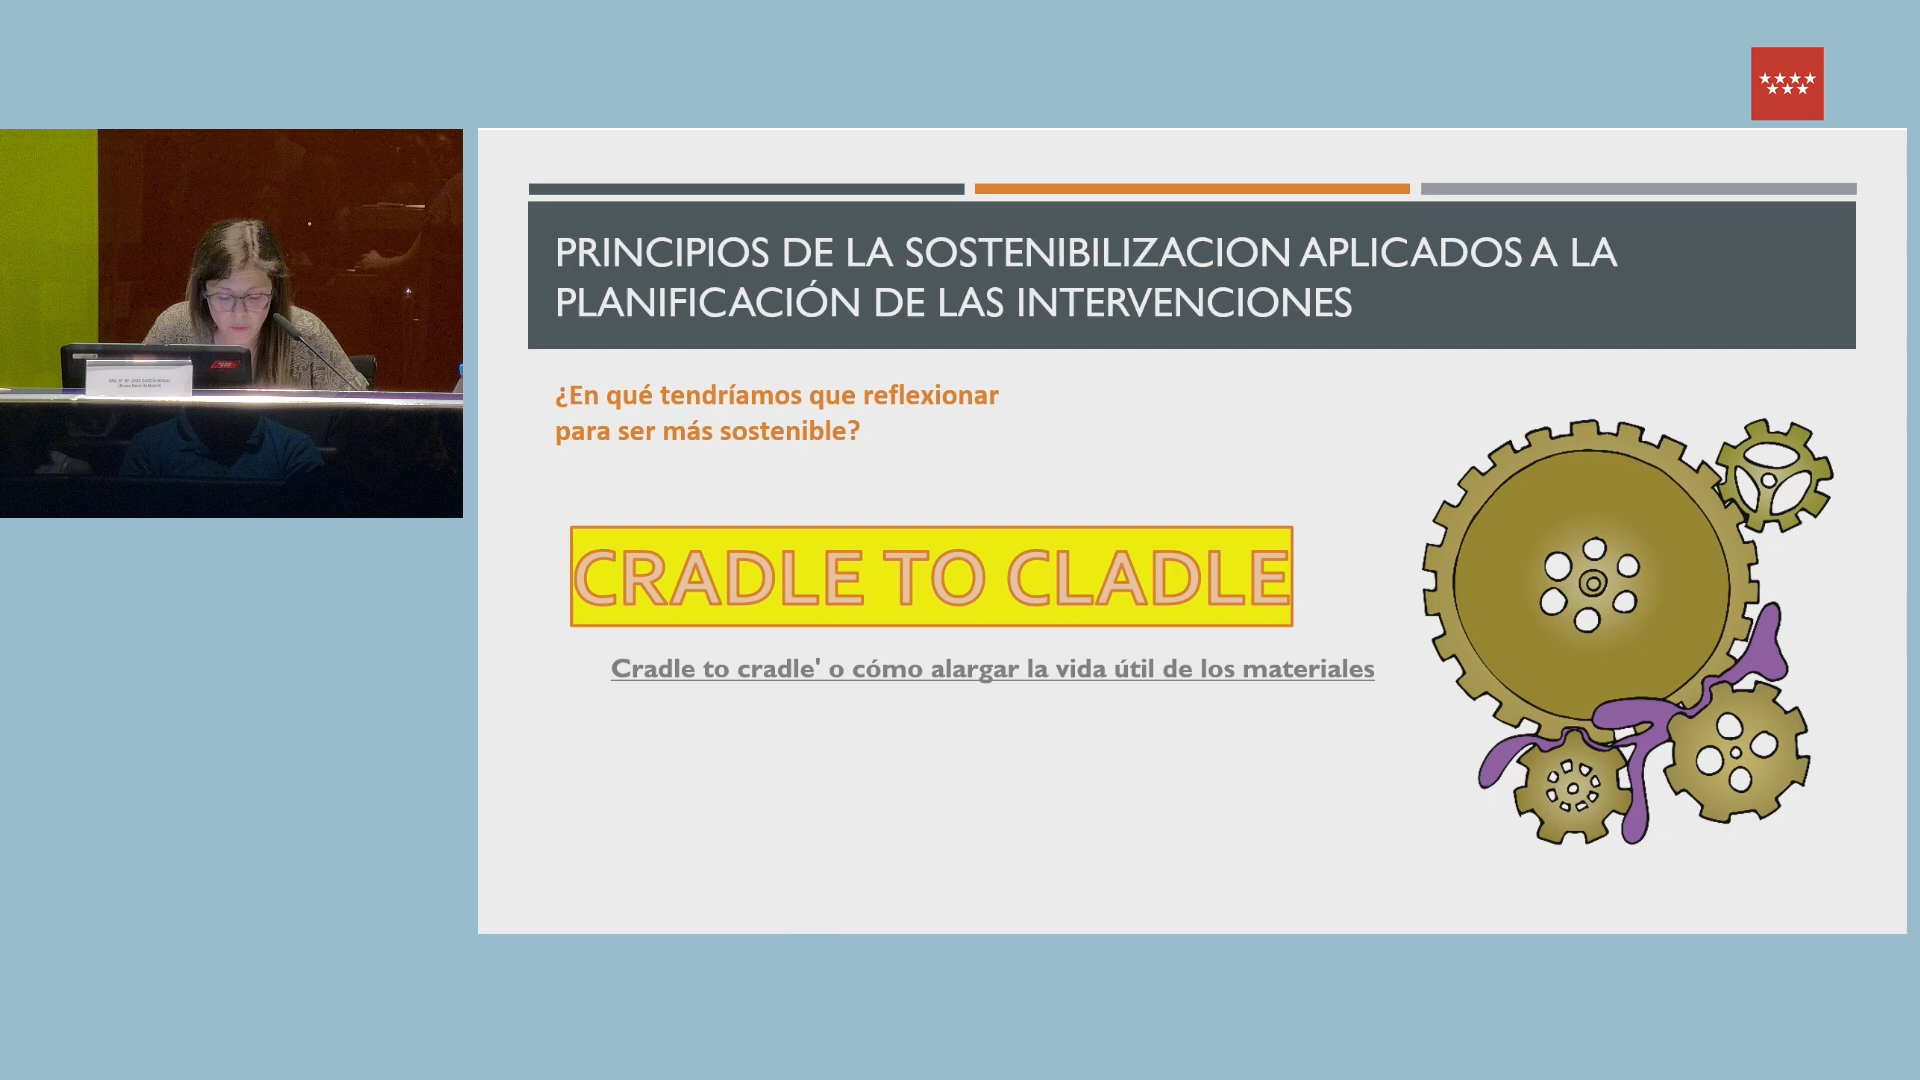 PRINCIPIOS DE LA SOSTENIBILIZACION APLICADOS A LA
PLANIFICACIÓN DE LAS INTERVENCIONES
¿En qué tendríamos que reflexionar
para ser más sostenible?
CRADLE TO CLADLE
Cradle to cradle' o cómo alargar la vida útil de los materiales